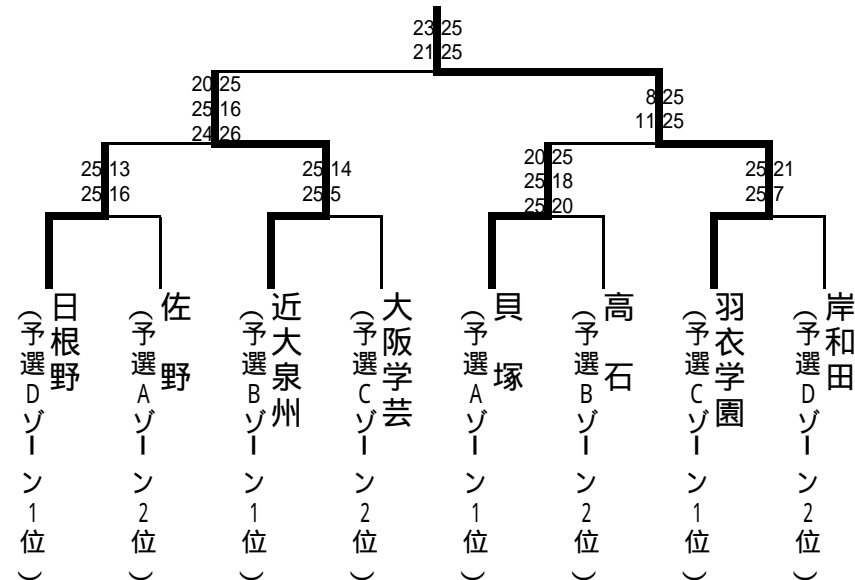 23 25
21 25
20 25
25 16
24 26
8 25
11 25
25 13
25 16
25 14
25 5
20 25
25 18
25 20
25 21
25 7
日根野
(予選Dゾーン1位)
佐野
(予選Aゾーン2位)
近大泉州
(予選Bゾーン1位)
大阪学芸
(予選Cゾーン2位)
貝塚
(予選Aゾーン1位)
高石
(予選Bゾーン2位)
羽衣学園
(予選Cゾーン1位)
岸和田
(予選Dゾーン2位)